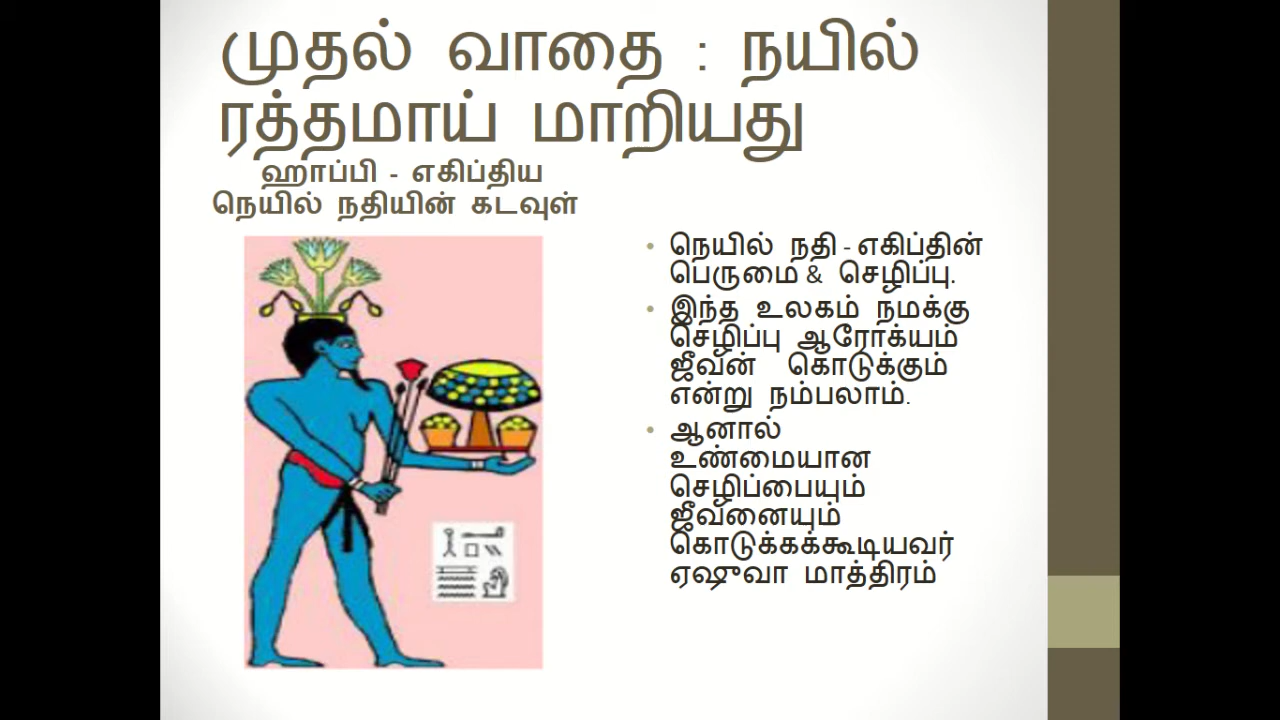 முதல் வாதை : நயில்
ரத்தமாய் மாறியது
ஹாப்பி - எகிப்திய
நெயில் நதியின் கடவுள்
• நெயில் நதி - எகிப்தின்
பெருமை & செழிப்பு.
• இந்த உலகம் நமக்கு
செழிப்பு ஆரோக்யம்
ஜீவன் கொடுக்கும்
என்று நம்பலாம்.
• ஆனால்
உண்மையான
செழிப்பையும்
ஜீவனையும்
கொடுக்கக்கூடியவர்
ஏஷுவா மாத்திரம்